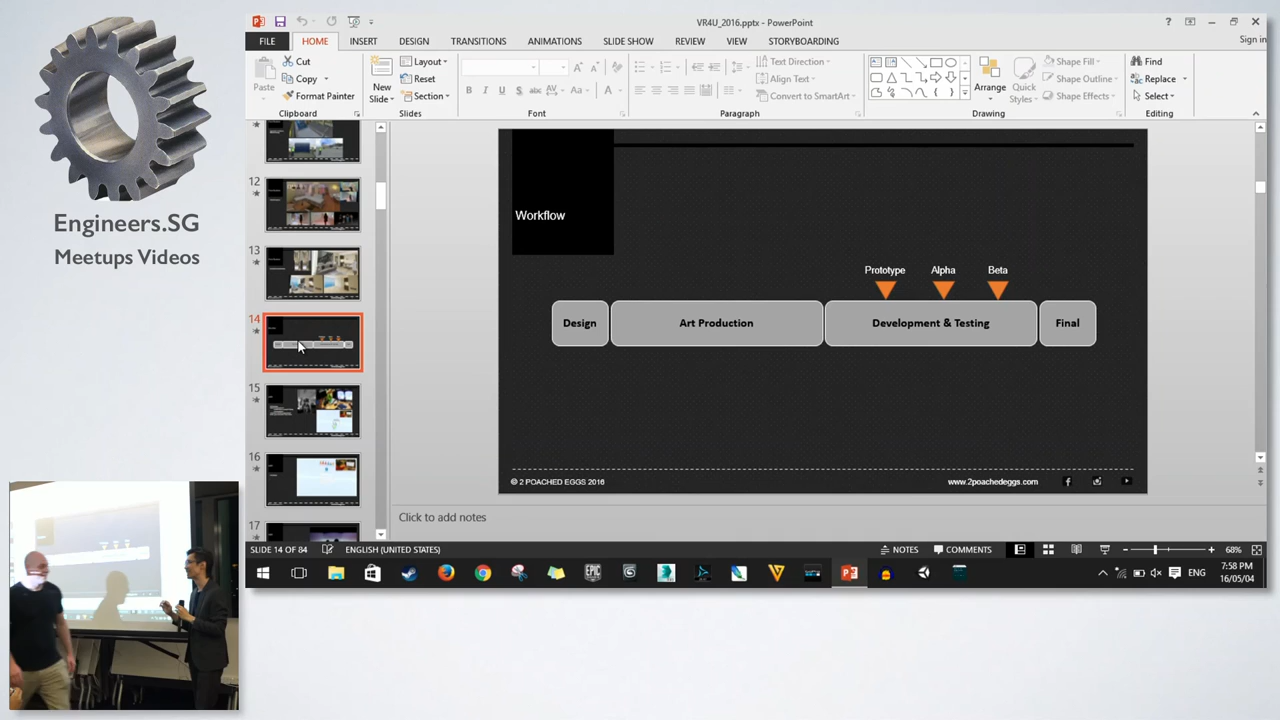 VR4U_2016.pptx - PowerPoint
?
Sign in
FILE HOME INSERT DESIGN TRANSITIONS ANIMATIONS SLIDE SHOW REVIEW VIEW STORYBOARDING
Paste
Cut
Copy
Format Painter
Clipboard
New
Slide
Layout
Reset
Section
Slides
Font
Text Direction
Align Text
Convert to SmartArt
Paragraph
Arrange
Quick
Styles
Shape Fill
Shape Outline
Shape Effects
Drawing
Find
Replace
Select
Editing
12
13
14
15
16
17
Workflow
Prototype Alpha Beta
Design Art Production Development & Testing Final
© 2 POACHED EGGS 2016
www.2poachedeggs.com
Click to add notes
SLIDE 14 OF 84
ENGLISH (UNITED STATES)
NOTES COMMENTS
68%
EPIC
GAMES
ENG
7:58 PM
16/05/04
Engineers.SG
Meetups Videos